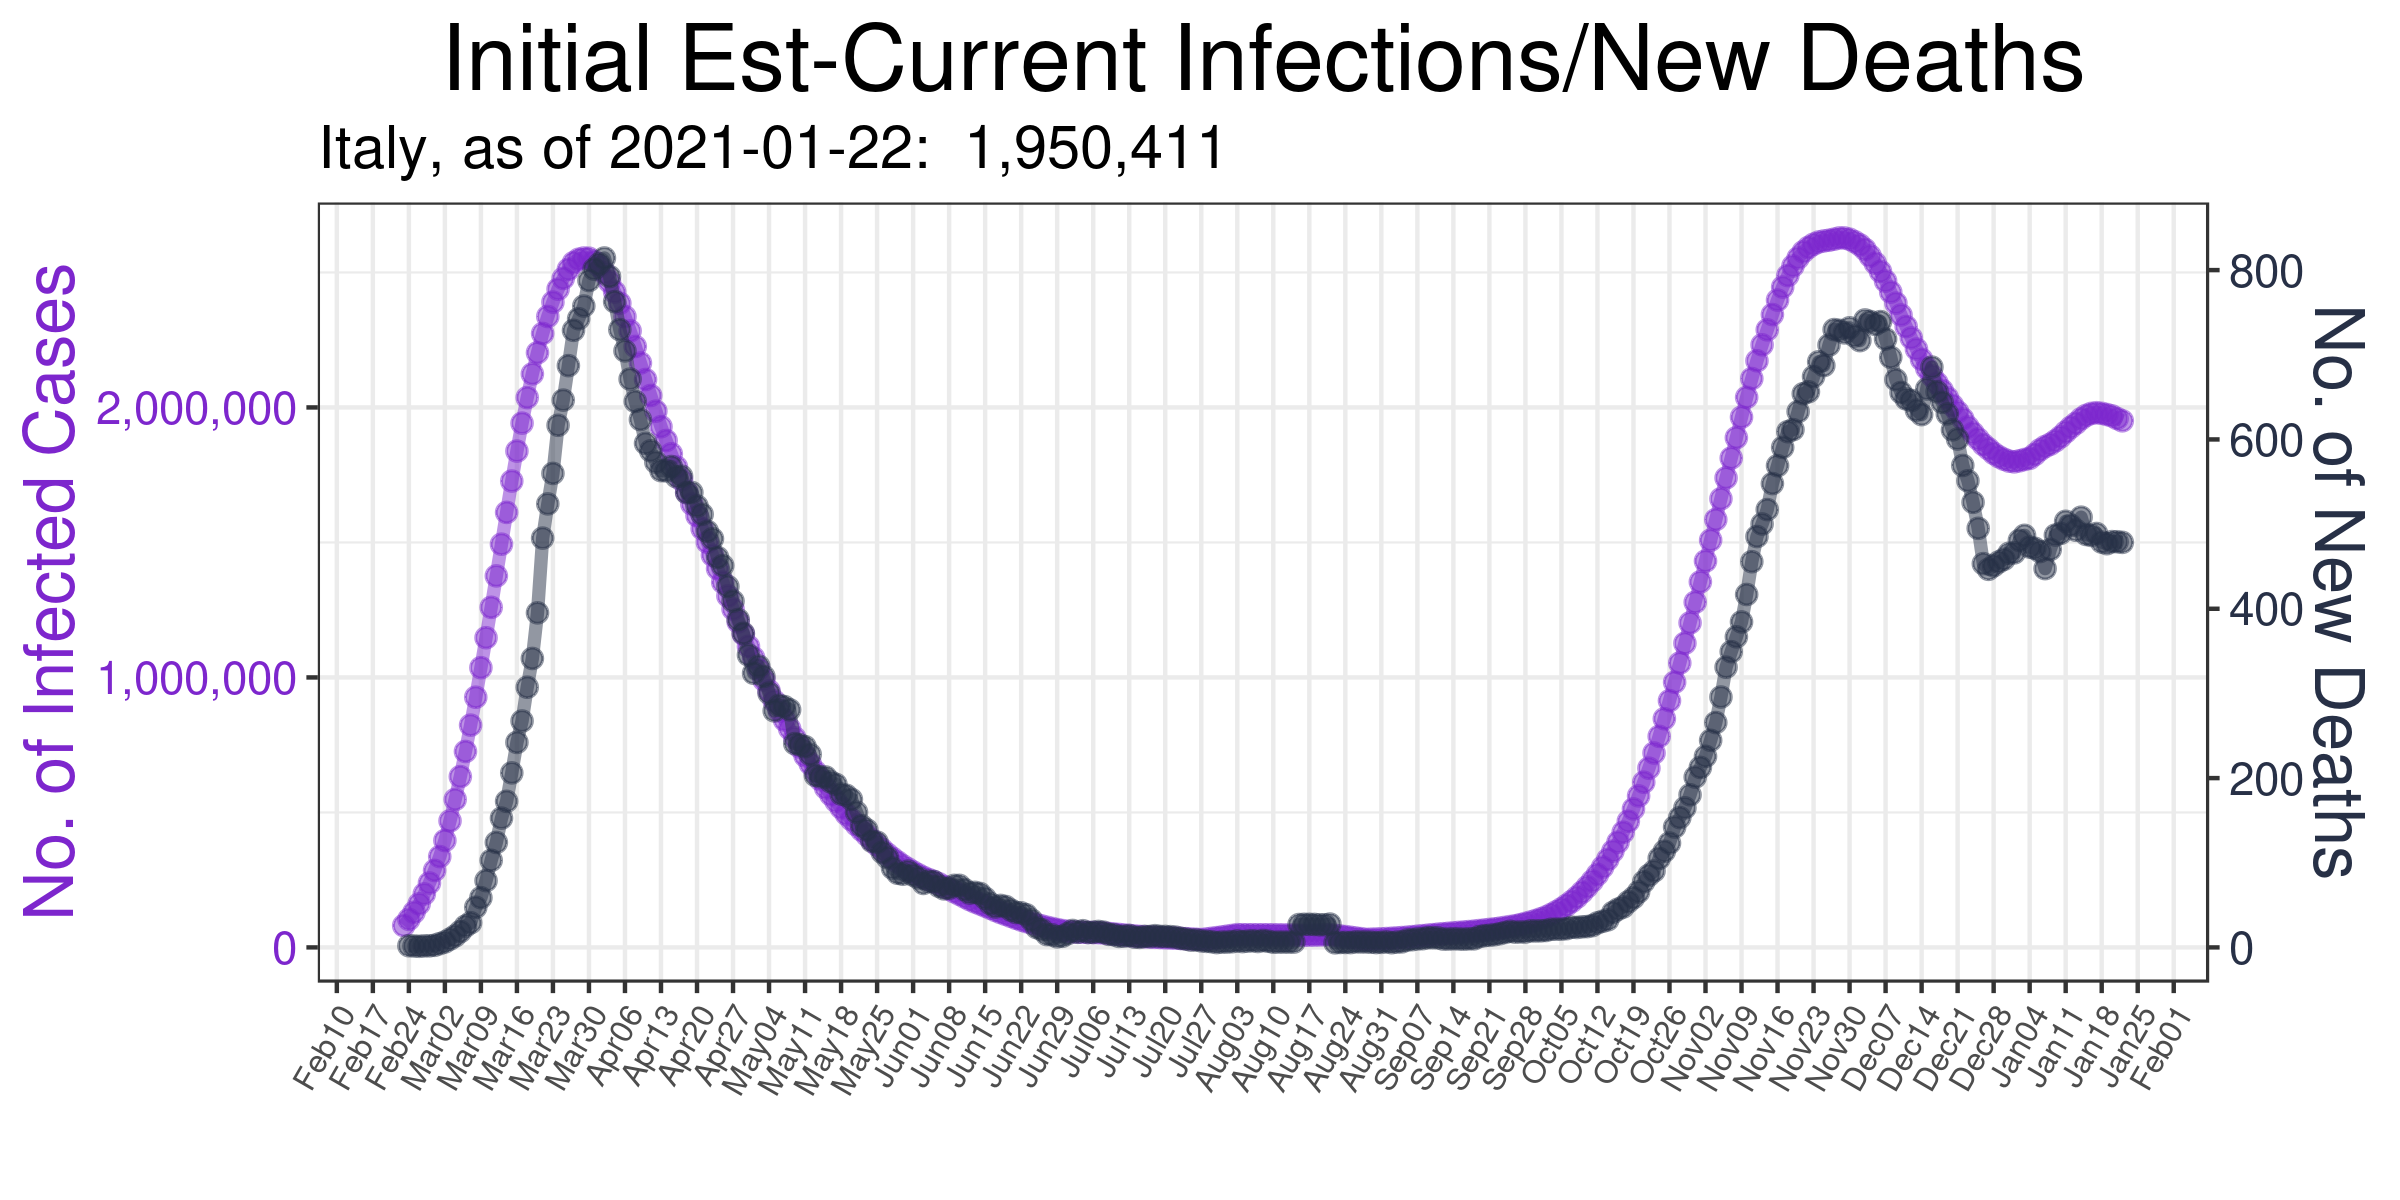 Initial Est-Current Infections/New Deaths
Italy, as of 2021-01-22:  1,950,411
No. of Infected Cases
2,000,000
1,000,000
0
800
600
400
200
0
No. of New Deaths
Feb10
Feb17
Feb24
Mar02
Mar09
Mar16
Mar23
Mar30
Apr06
Apr13
Apr20
Apr27
May04
May11
May18
May25
Jun01
Jun08
Jun15
Jun22
Jun29
Jul06
Jul13
Jul20
Jul27
Aug03
Aug10
Aug17
Aug24
Aug31
Sep07
Sep14
Sep21
Sep28
Oct05
Oct12
Oct19
Oct26
Nov02
Nov09
Nov16
Nov23
Nov30
Dec07
Dec14
Dec21
Dec28
Jan04
Jan11
Jan18
Jan25
Feb01